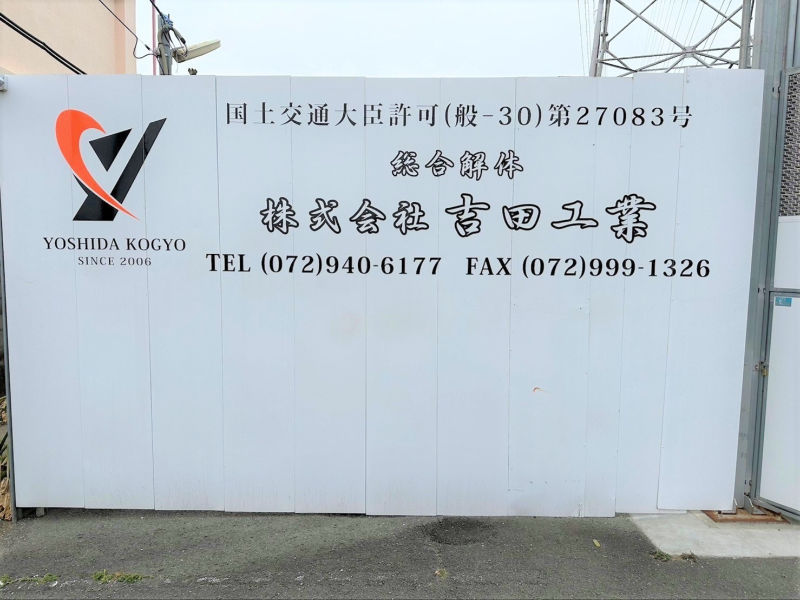 国土交通大臣許可(般-30)第27083号
総合解体
株式会社 吉田工業
YOSHIDA KOGYO
SINCE 2006
TEL (072)940-6177 FAX (072)999-1326